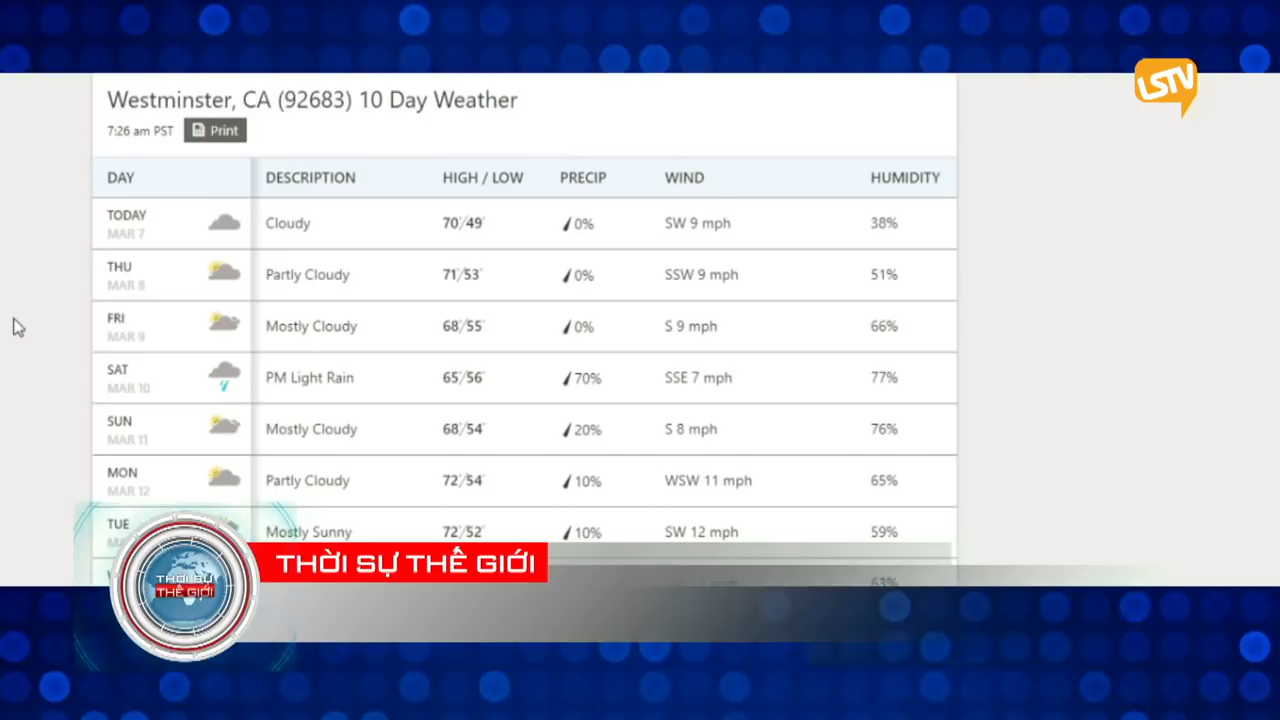 LSTV
Westminster, CA (92683) 10 Day Weather
7:26 am PST Print
DAY DESCRIPTION HIGH / LOW PRECIP WIND HUMIDITY
TODAY
MAR 7
Cloudy 70°/49° 0% SW 9 mph 38%
THU
MAR 8
Partly Cloudy 71°/53° 0% SSW 9 mph 51%
FRI
MAR 9
Mostly Cloudy 68°/55° 0% S 9 mph 66%
SAT
MAR 10
PM Light Rain 65°/56° 70% SSE 7 mph 77%
SUN
MAR 11
Mostly Cloudy 68°/54° 20% S 8 mph 76%
MON
MAR 12
Partly Cloudy 72°/54° 10% WSW 11 mph 65%
TUE
Mostly Sunny 72°/52° 10% SW 12 mph 59%
63%
THỜI SỰ THẾ GIỚI
THỜI SỰ
THẾ GIỚI